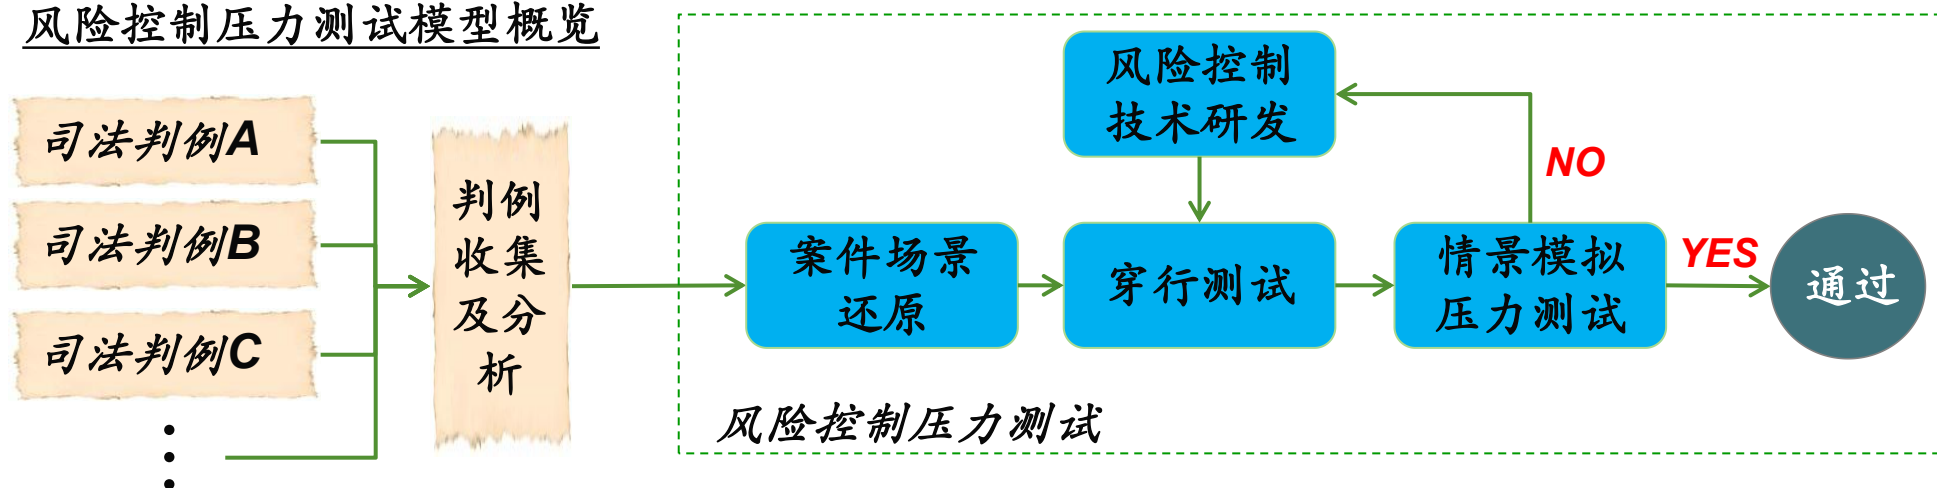 风险控制压力测试模型概览
司法判例A
司法判例B
司法判例C
判例
收集
及分
析
风险控制
技术研发
NO
案件场景
还原
穿行测试
情景模拟
压力测试
YES
通过
风险控制压力测试